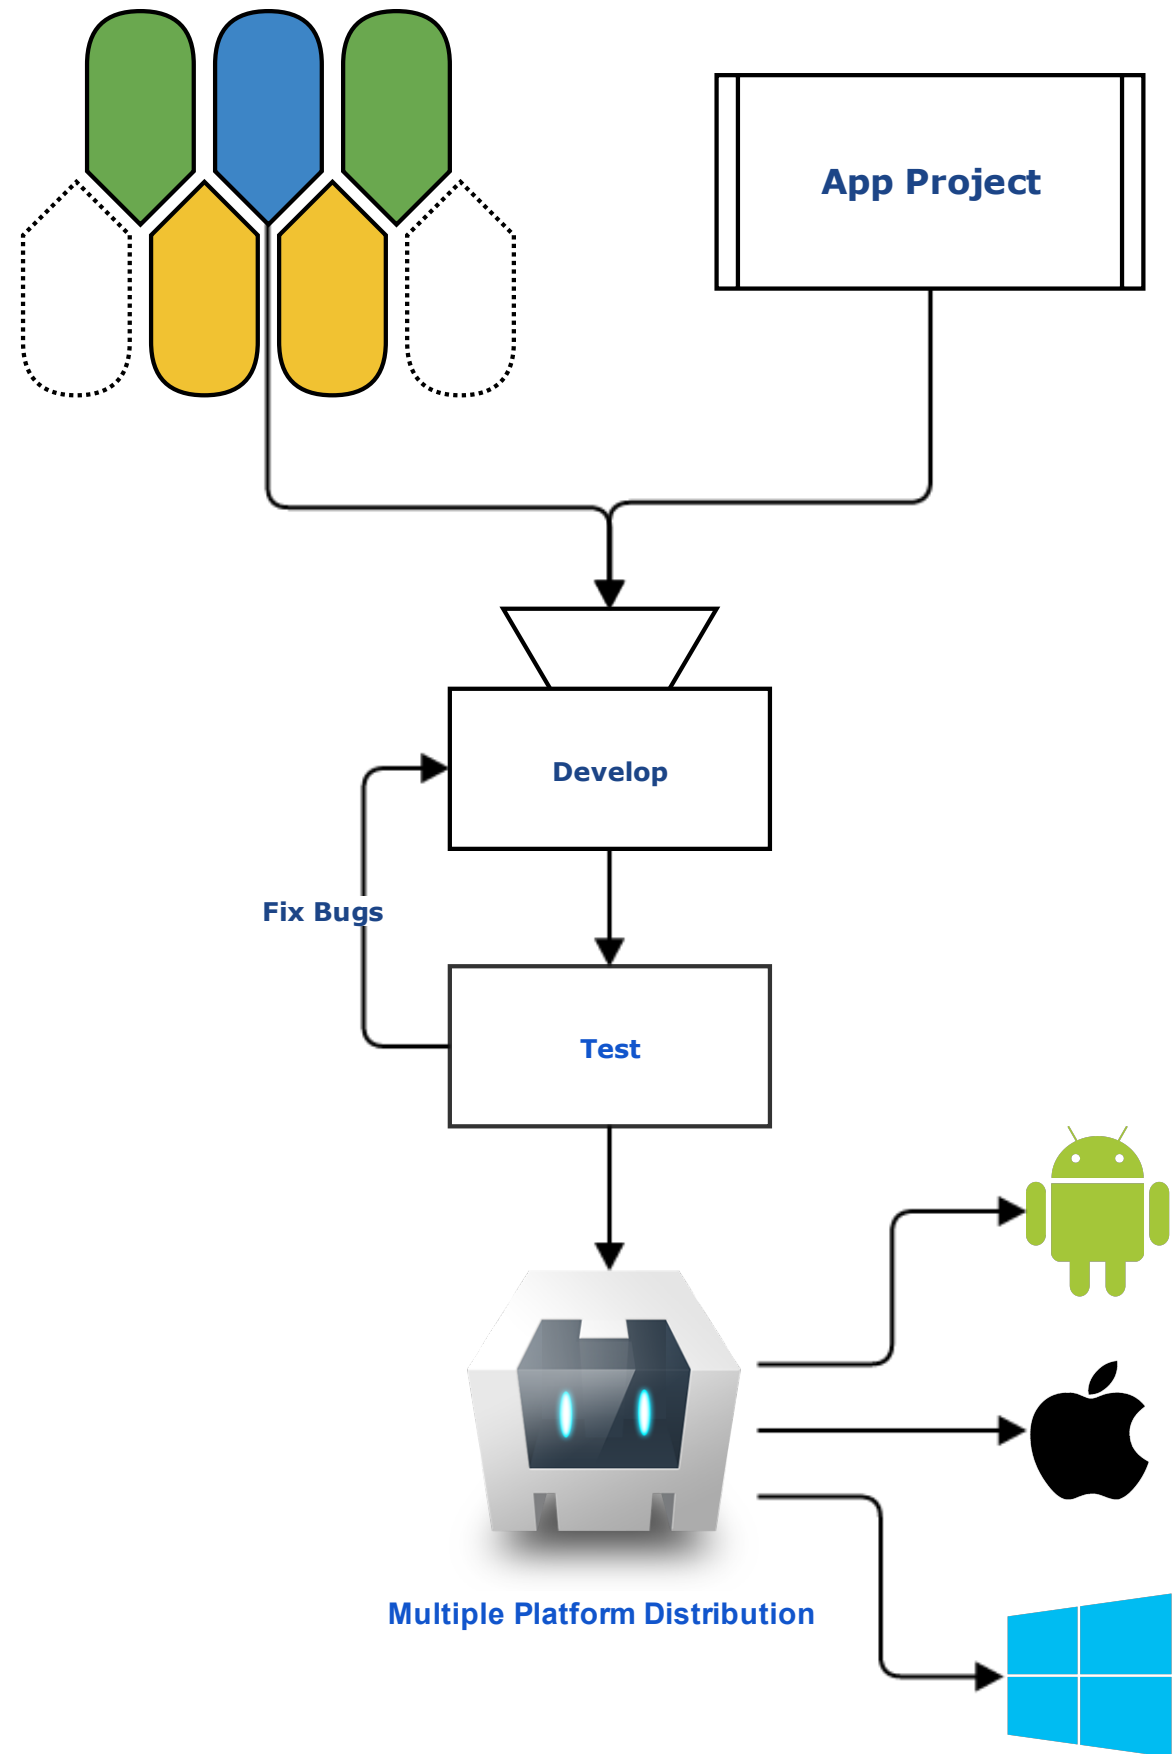 App Project
Develop
Fix Bugs
Test
Multiple Platform Distribution